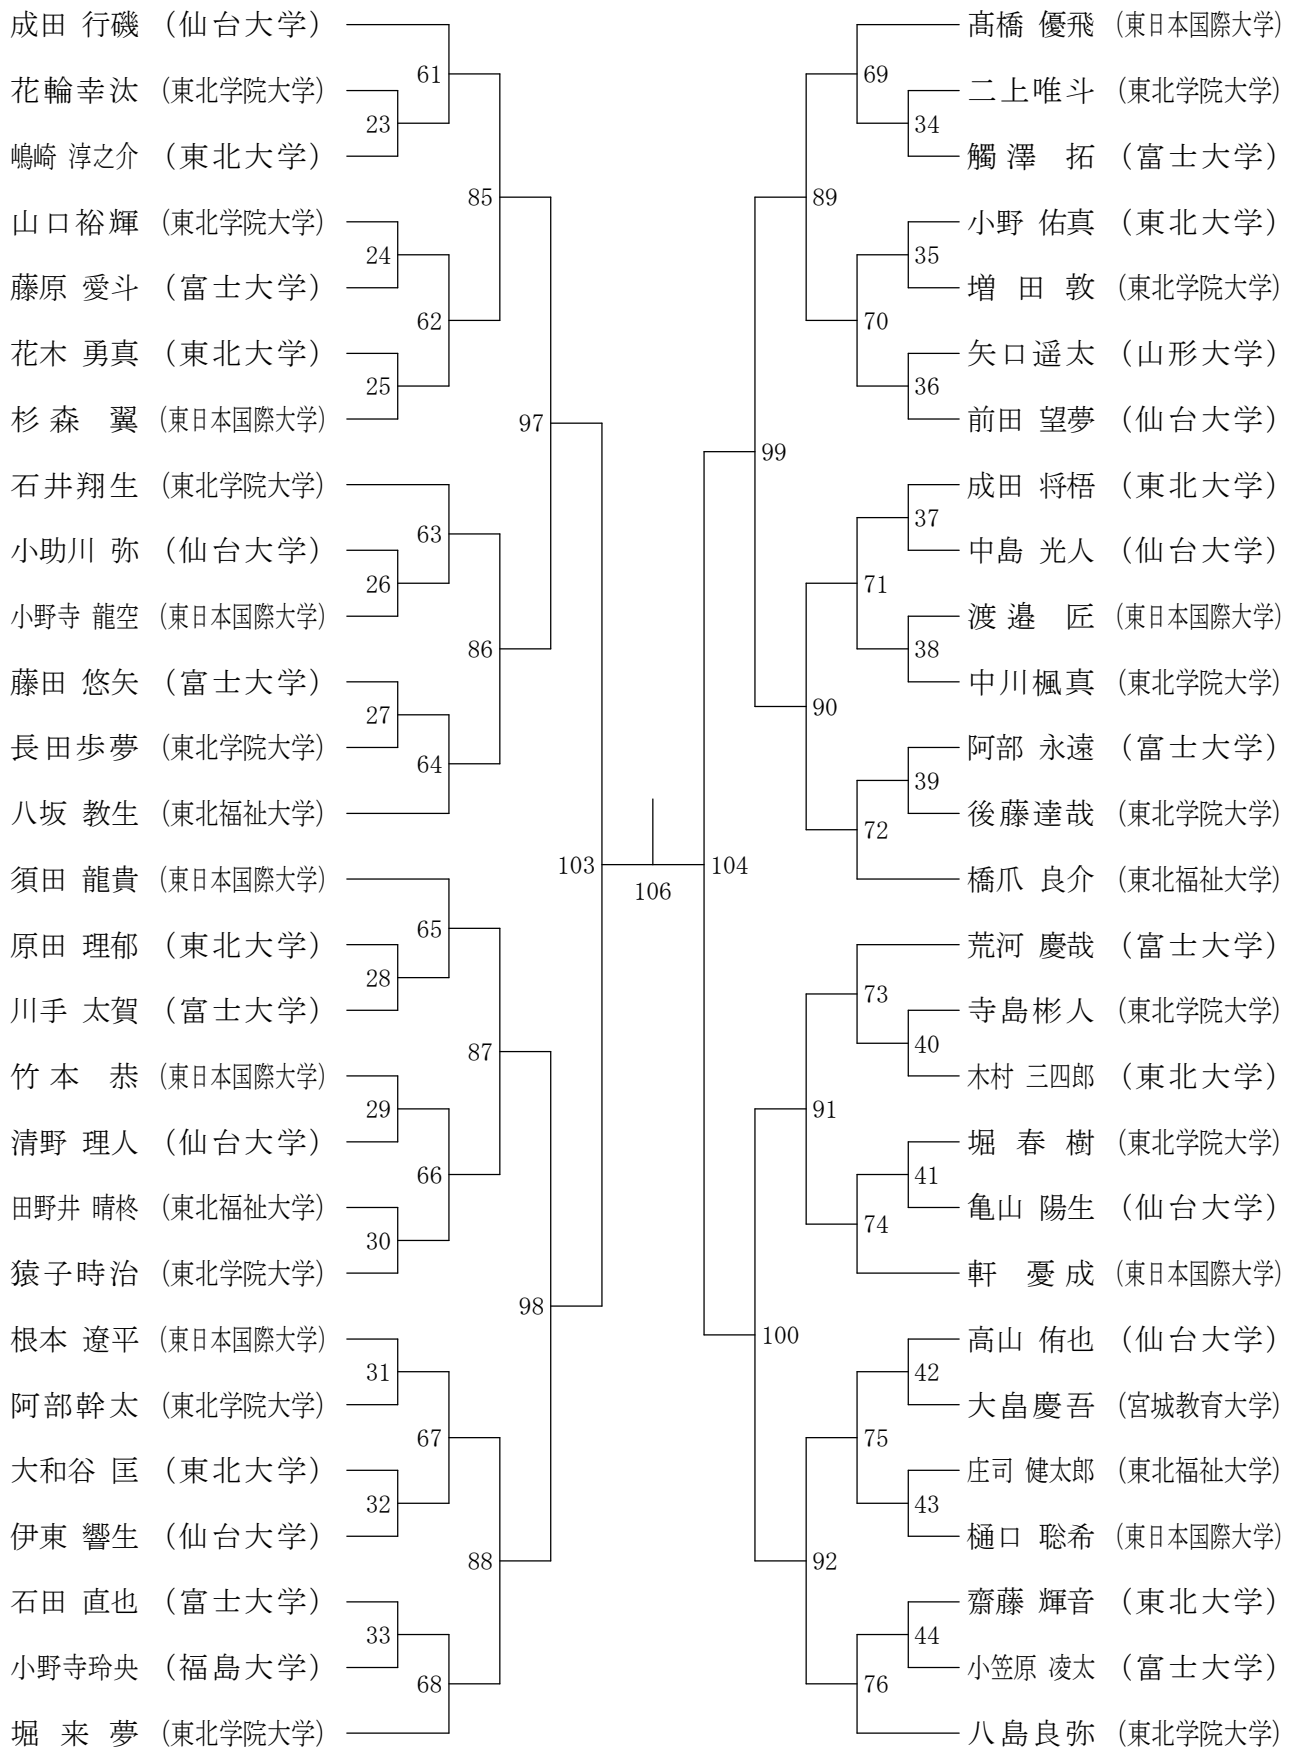 成田 行磯 (仙台大学)
61
花輪幸汰 (東北学院大学)
23
嶋崎 淳之介 (東北大学)
85
山口裕輝 (東北学院大学)
24
藤原 愛斗 (富士大学)
62
花木 勇真 (東北大学)
25
杉森 翼 (東日本国際大学)
97
石井翔生 (東北学院大学)
63
小助川 弥 (仙台大学)
26
小野寺 龍空 (東日本国際大学)
86
藤田 悠矢 (富士大学)
27
長田歩夢 (東北学院大学)
64
八坂 教生 (東北福祉大学)
103
須田 龍貴 (東日本国際大学)
65
原田 理郁 (東北大学)
28
川手 太賀 (富士大学)
87
竹本 恭 (東日本国際大学)
29
清野 理人 (仙台大学)
66
田野井 晴柊 (東北福祉大学)
30
猿子時治 (東北学院大学)
98
根本 遼平 (東日本国際大学)
31
阿部幹太 (東北学院大学)
67
大和谷 匡 (東北大学)
32
伊東 響生 (仙台大学)
88
石田 直也 (富士大学)
33
小野寺玲央 (福島大学)
68
堀来夢 (東北学院大学)
106
髙橋 優飛 (東日本国際大学)
69
二上唯斗 (東北学院大学)
34
觸澤 拓 (富士大学)
89
小野 佑真 (東北大学)
35
増田敦 (東北学院大学)
70
矢口遥太 (山形大学)
36
前田 望夢 (仙台大学)
99
成田 将梧 (東北大学)
37
中島 光人 (仙台大学)
71
渡邉 匠 (東日本国際大学)
38
中川楓真 (東北学院大学)
90
阿部 永遠 (富士大学)
39
後藤達哉 (東北学院大学)
72
104
橋爪 良介 (東北福祉大学)
荒河 慶哉 (富士大学)
73
寺島彬人 (東北学院大学)
40
木村 三四郎 (東北大学)
91
堀春樹 (東北学院大学)
41
亀山 陽生 (仙台大学)
74
軒 憂成 (東日本国際大学)
100
高山 侑也 (仙台大学)
42
大畠慶吾 (宮城教育大学)
75
庄司 健太郎 (東北福祉大学)
43
樋口 聡希 (東日本国際大学)
92
齋藤 輝音 (東北大学)
44
小笠原 凌太 (富士大学)
76
八島良弥 (東北学院大学)